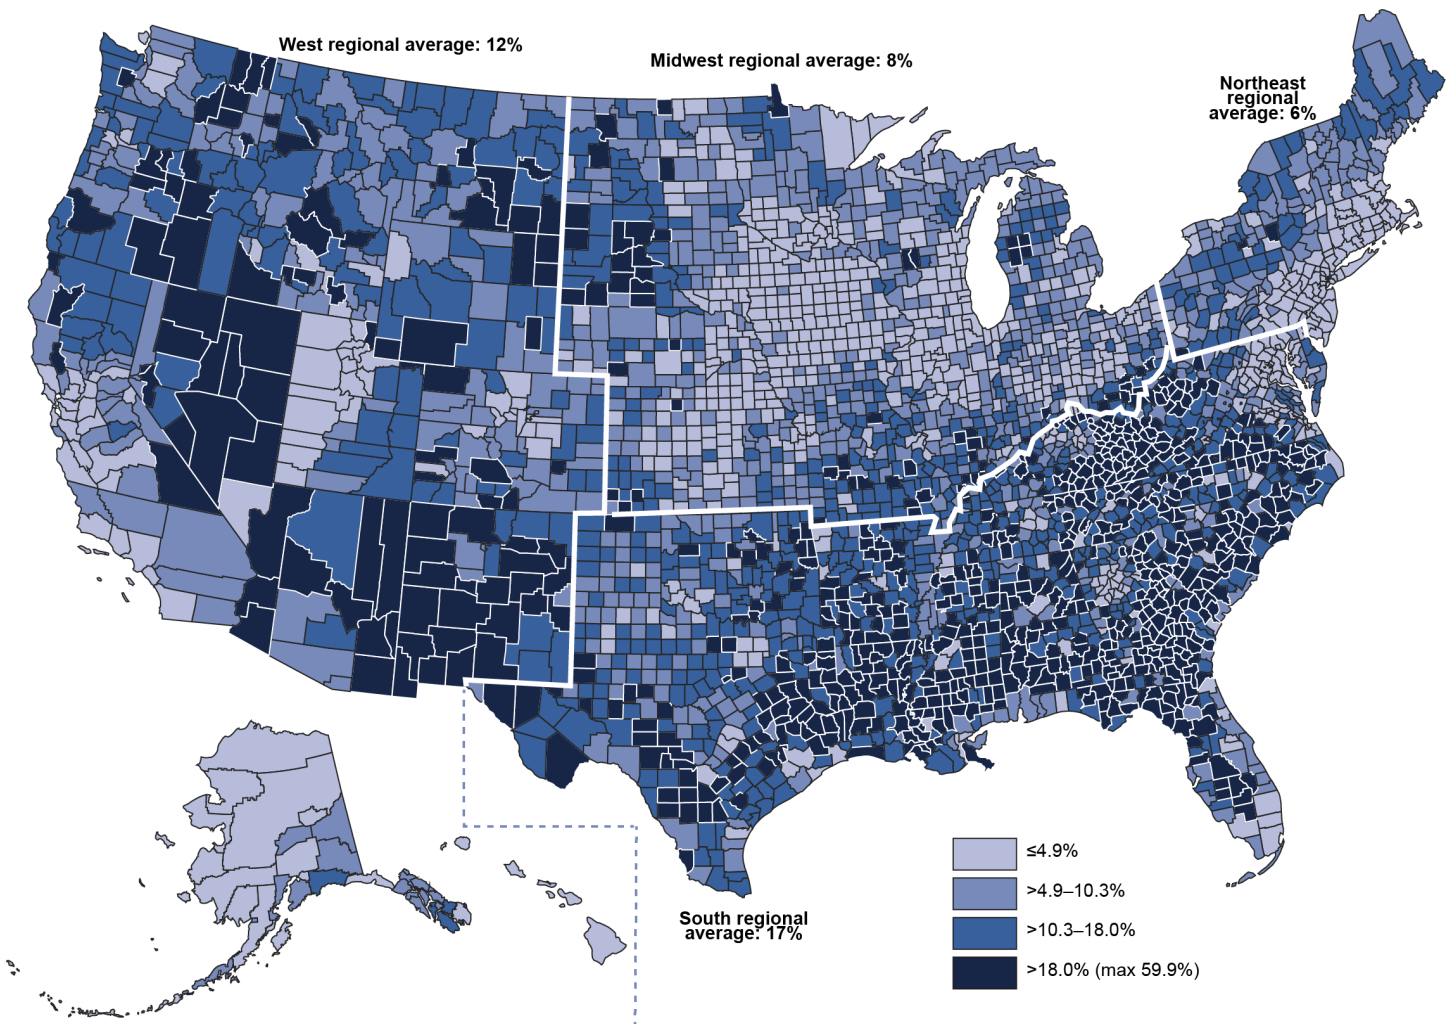 West regional average: 12%
Midwest regional average: 8%
Northeast
regional
average: 6%
South regional
average: 17%
≤4.9%
>4.9–10.3%
>10.3–18.0%
>18.0% (max 59.9%)